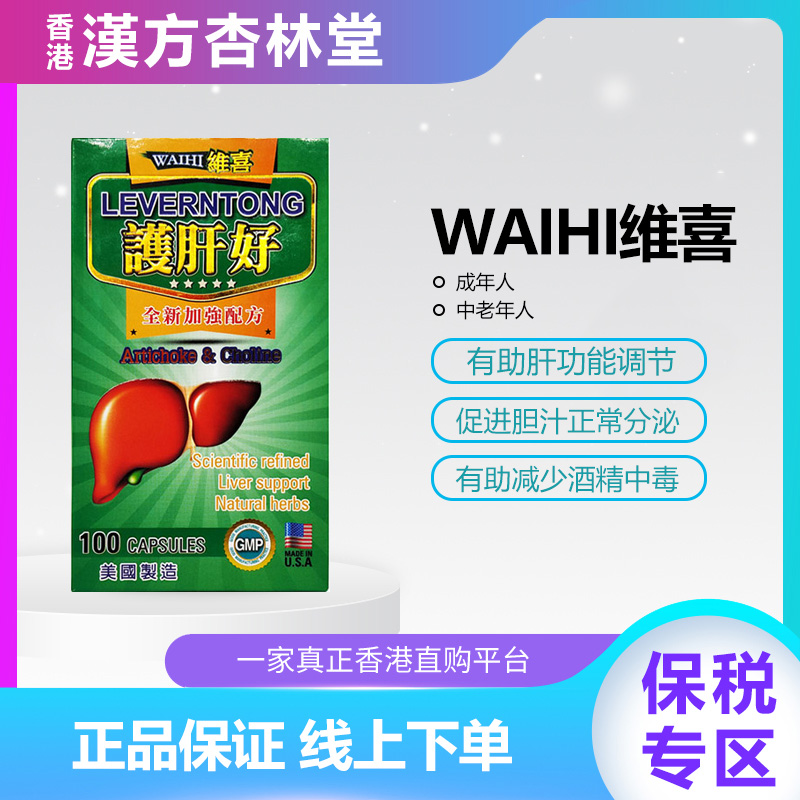 香港
漢方杏林堂
WAIHI 維喜
LEVERNTONG
護肝好
全新加強配方
Artichoke & Choline
Scientific refined
Liver support
Natural herbs
100 CAPSULES
美國製造
GMP
MADE IN
U.S.A
WAIHI维喜
成年人
中老年人
有助肝功能调节
促进胆汁正常分泌
有助减少酒精中毒
一家真正香港直购平台
正品保证 线上下单
保税
专区